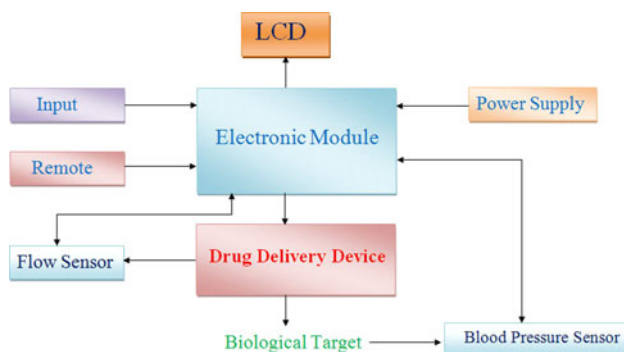 LCD
Input
Power Supply
Electronic Module
Remote
Flow Sensor
Drug Delivery Device
Biological Target
Blood Pressure Sensor